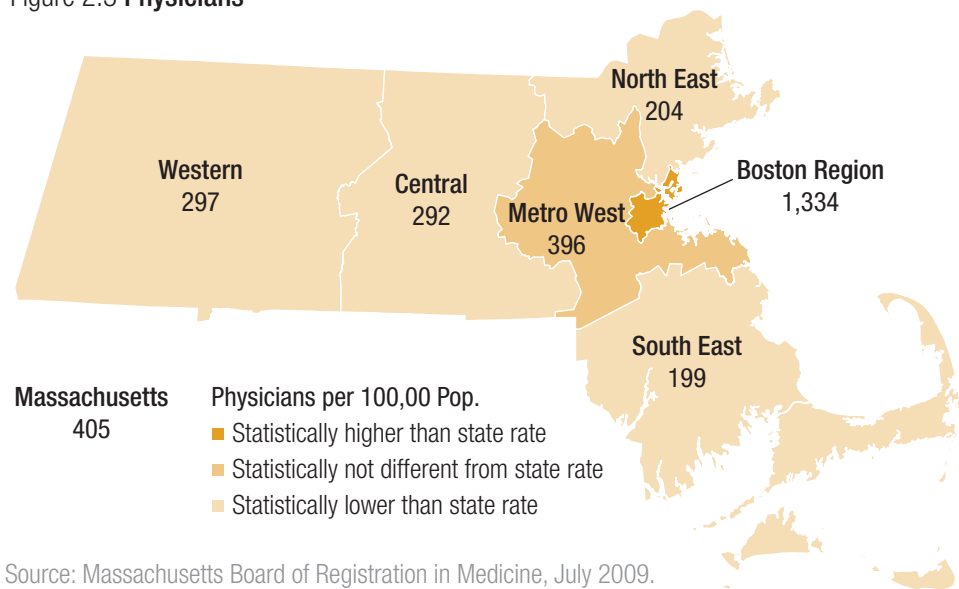 Physicians
North East
204
Western
297
Central
292
Metro West
396
Boston Region
1,334
South East
199
Massachusetts
405
Physicians per 100,00 Pop.
Statistically higher than state rate
Statistically not different from state rate
Statistically lower than state rate
Source: Massachusetts Board of Registration in Medicine, July 2009.